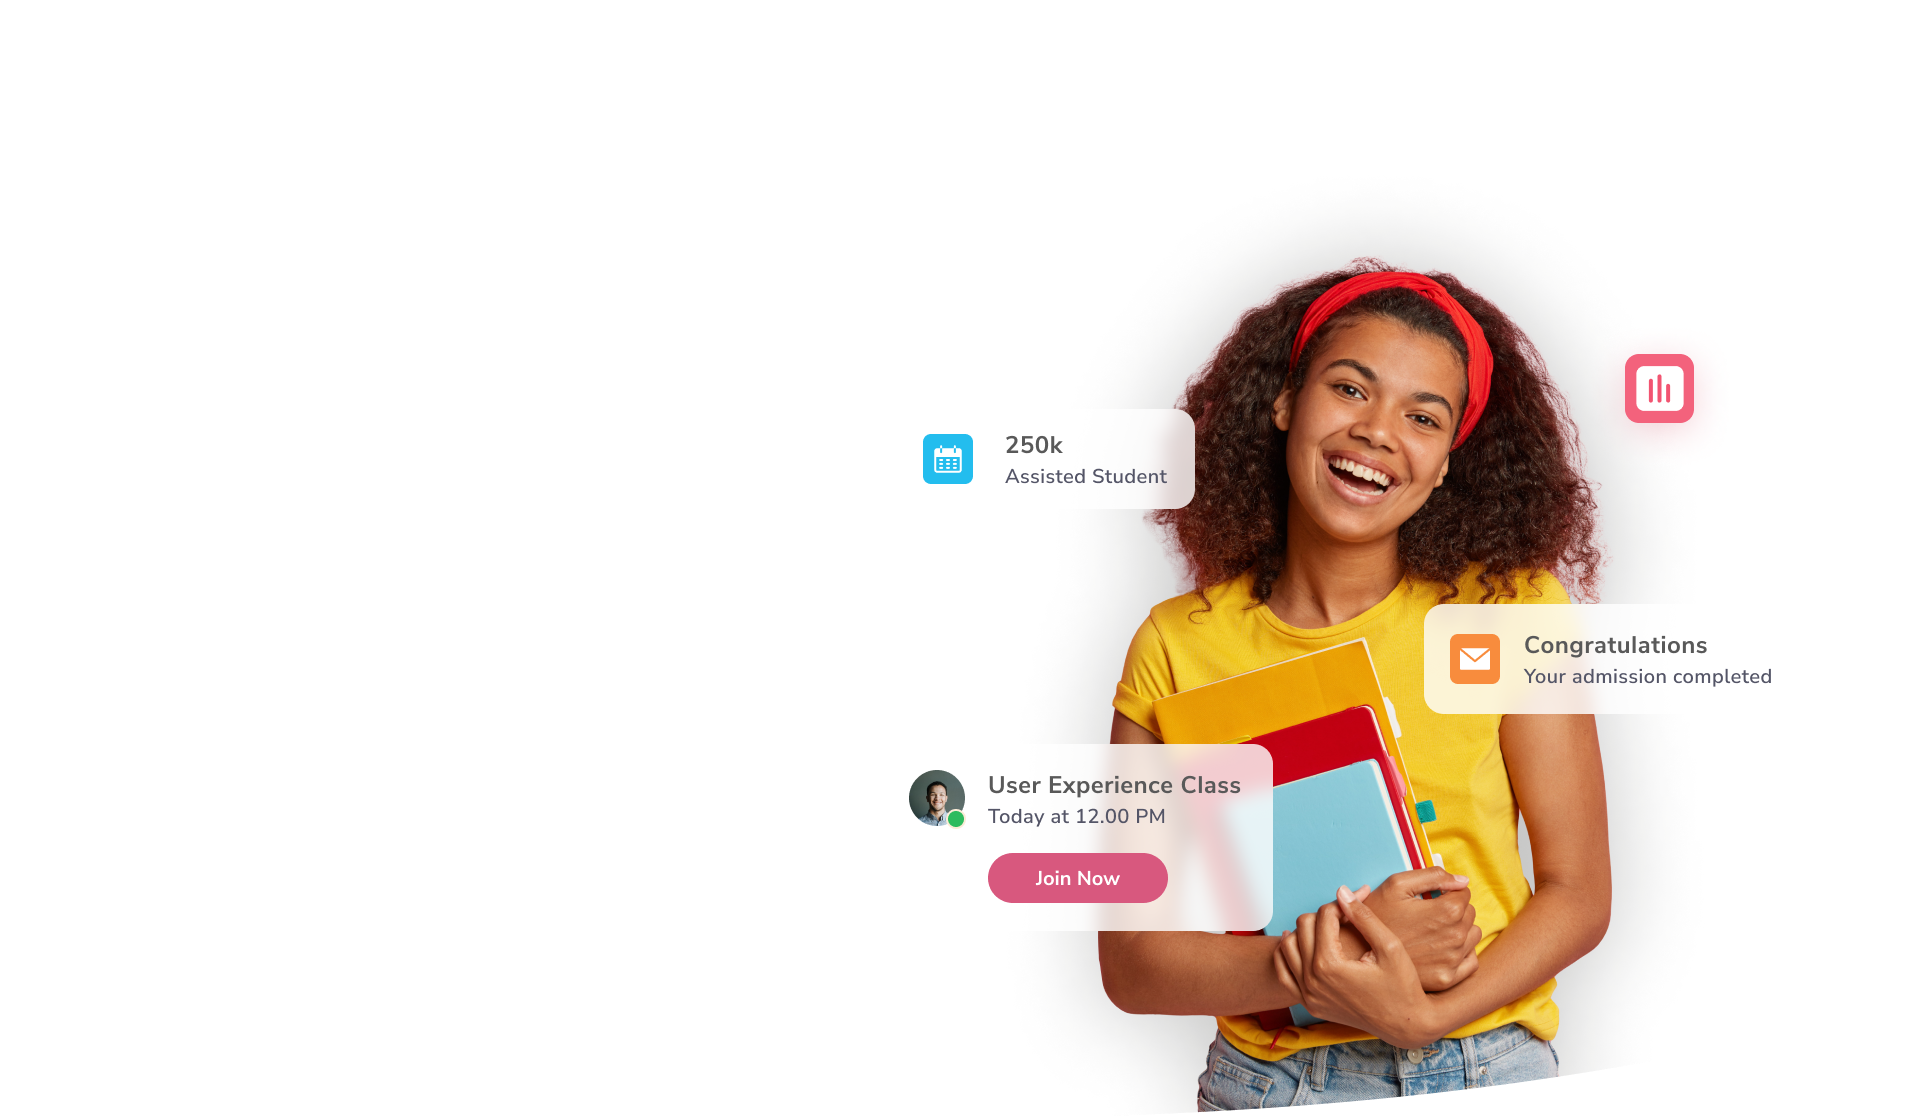 250k
Assisted Student
Congratulations
Your admission completed
User Experience Class
Today at 12.00 PM
Join Now